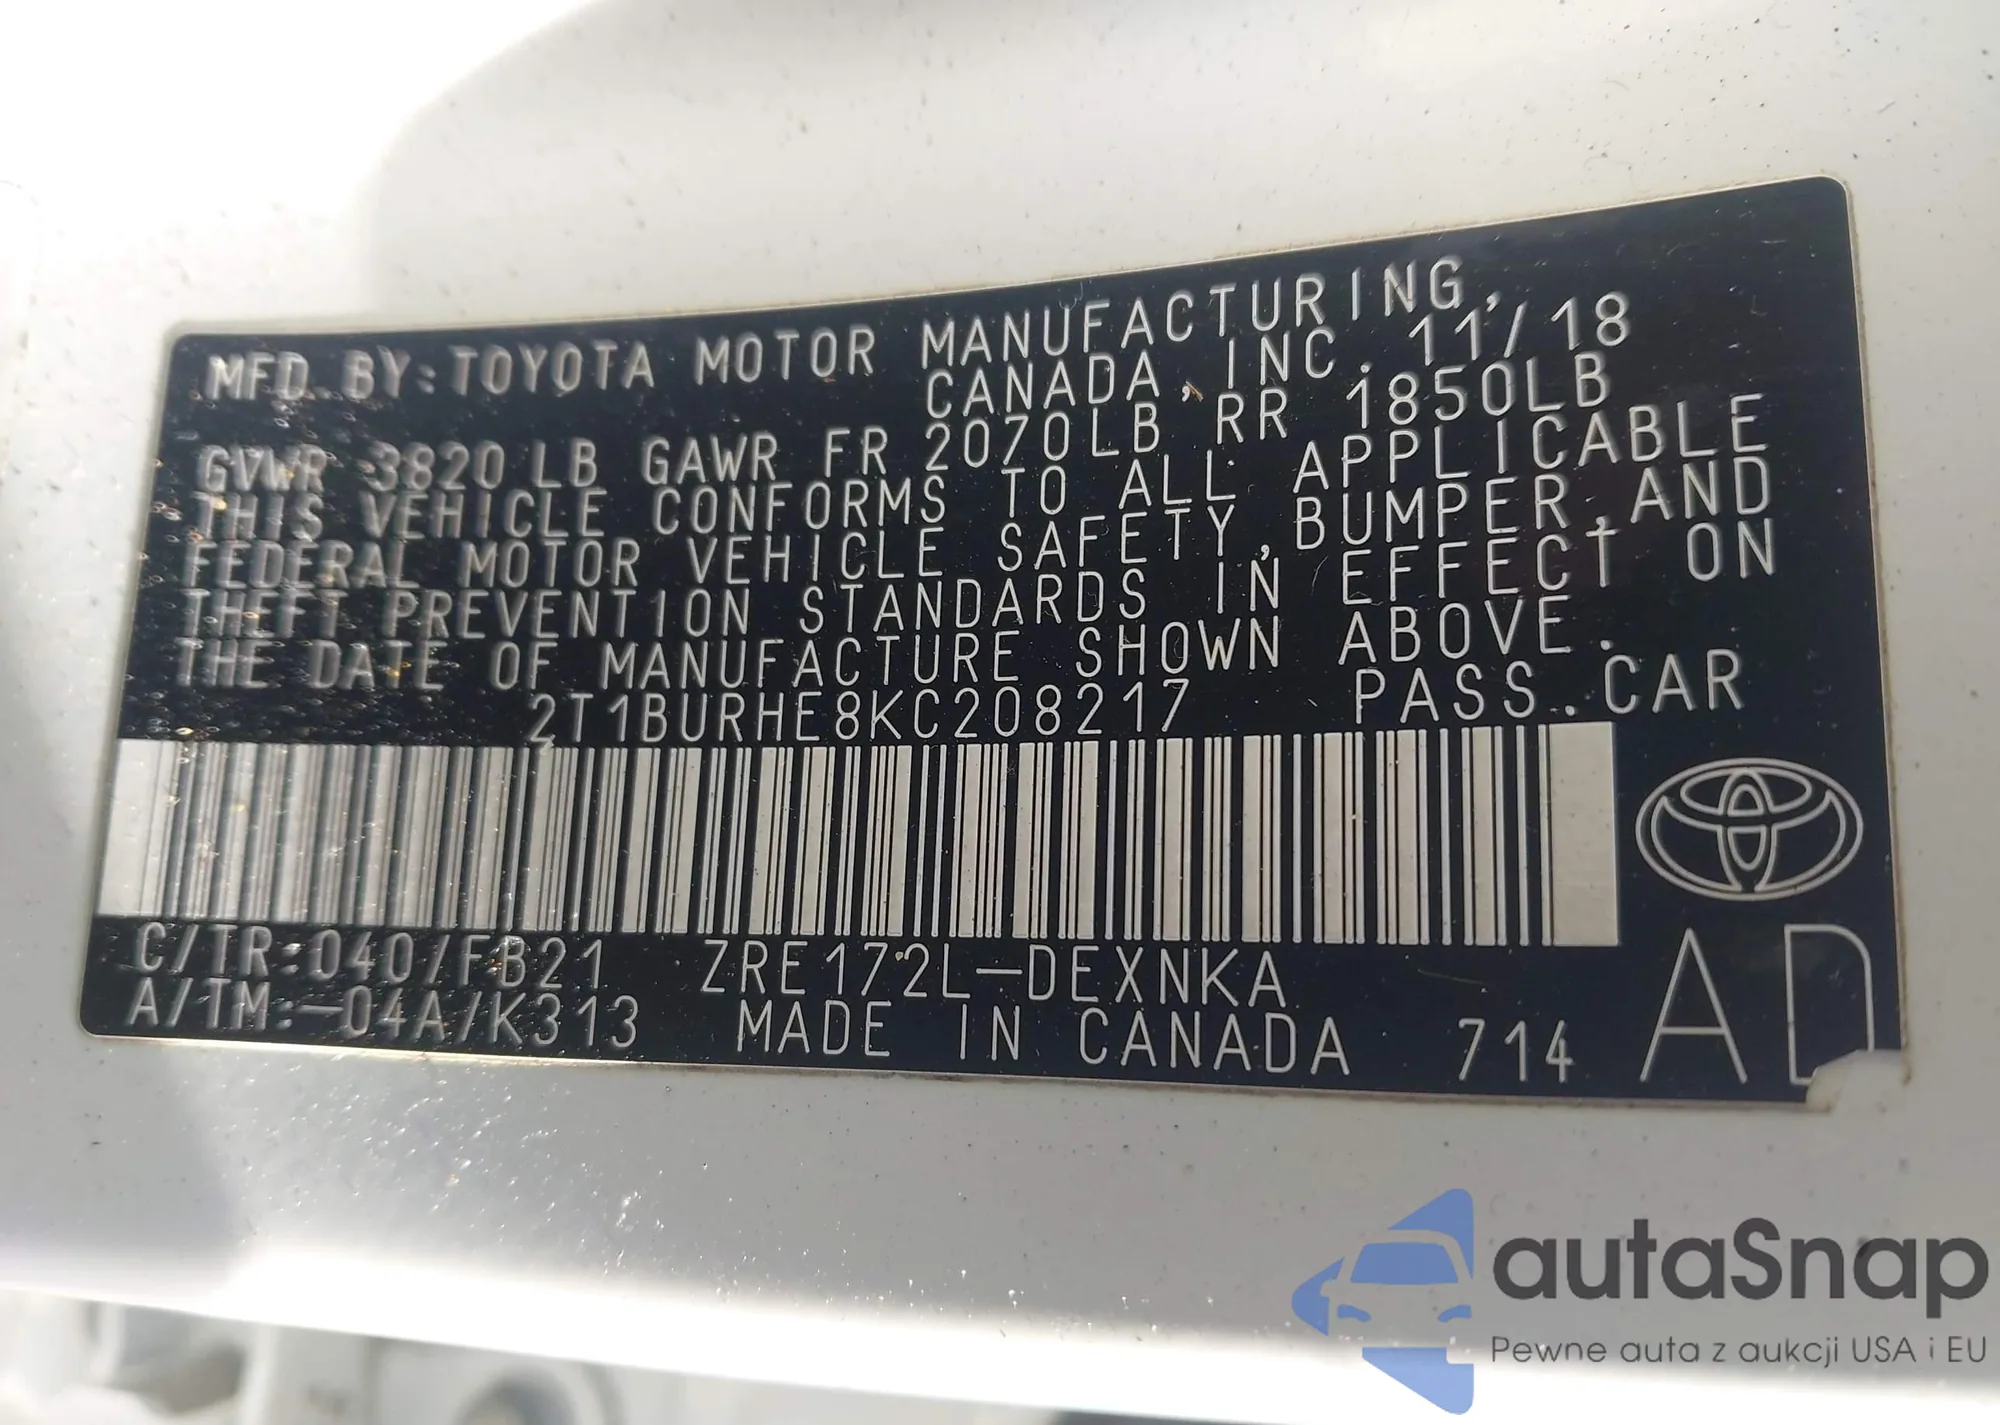 MFD. BY: TOYOTA MOTOR MANUFACTURING,
CANADA, INC. 11/18
GVWR 3820 LB GAWR FR 2070LB RR 1850LB
THIS VEHICLE CONFORMS TO ALL APPLICABLE
FEDERAL MOTOR VEHICLE SAFETY, BUMPER, AND
THEFT PREVENTION STANDARDS IN EFFECT ON
THE DATE OF MANUFACTURE SHOWN ABOVE.
2T1BURHE8KC208217 PASS. CAR
C/TR: 040/FB21 ZRE172L-DEXNKA
A/TM: -04A/K313 MADE IN CANADA 714
AD
autaSnap
Pewne auta z aukcji USA i EU